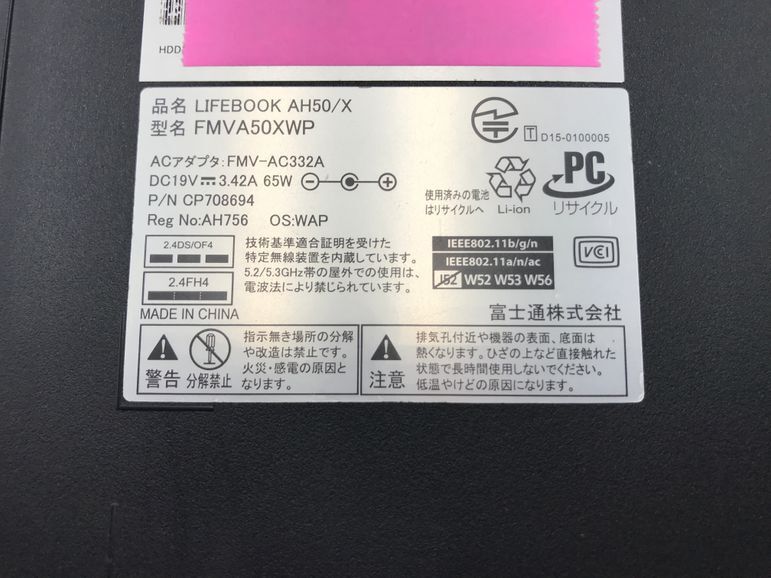 HDD
品名 LIFEBOOK AH50/X
型名 FMVA50XWP
T D15-0100005
ACアダプタ:FMV-AC332A
DC19V 3.42A 65W
P/N CP708694
Reg No:AH756 OS:WAP
使用済みの電池
はリサイクルへ
Li-ion
PC
リサイクル
2.4DS/OF4
2.4FH4
技術基準適合証明を受けた
特定無線装置を内蔵しています。
5.2/5.3GHz帯の屋外での使用は、
電波法により禁じられています。
IEEE802.11b/g/n
IEEE802.11a/n/ac
J52 W52 W53 W56
VCCI
MADE IN CHINA
富士通株式会社
警告
分解禁止
指示無き場所の分解
や改造は禁止です。
火災・感電の原因と
なります。
注意
排気孔付近や機器の表面、底面は
熱くなります。ひざの上など直接触れた
状態で長時間使用しないでください。
低温やけどの原因になります。